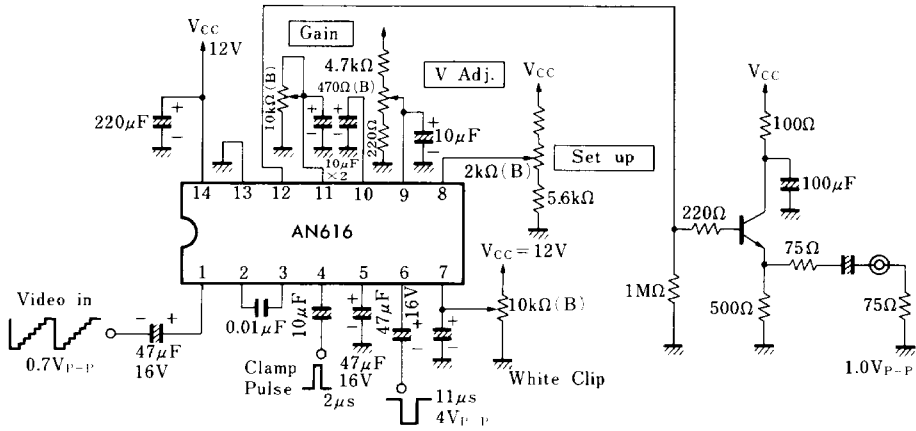 VCC
12V
220μF
+
-
Gain
10kΩ(B)
4.7kΩ
470Ω(B)
220Ω
+
-
+
-
10μF
×2
V Adj.
+
10μF
-
VCC
2kΩ(B)
Set up
5.6kΩ
VCC
100Ω
100μF
220Ω
75Ω
1MΩ
500Ω
75Ω
1.0VP-P
14 13 12 11 10 9 8
AN616
1 2 3 4 5 6 7
Video in
0.7VP-P
- +
47μF
16V
0.01μF
10μF
Clamp
Pulse
2μs
+
-
47μF
16V
47μF
16V
+
-
11μs
4VP-P
+
-
VCC=12V
10kΩ(B)
White Clip